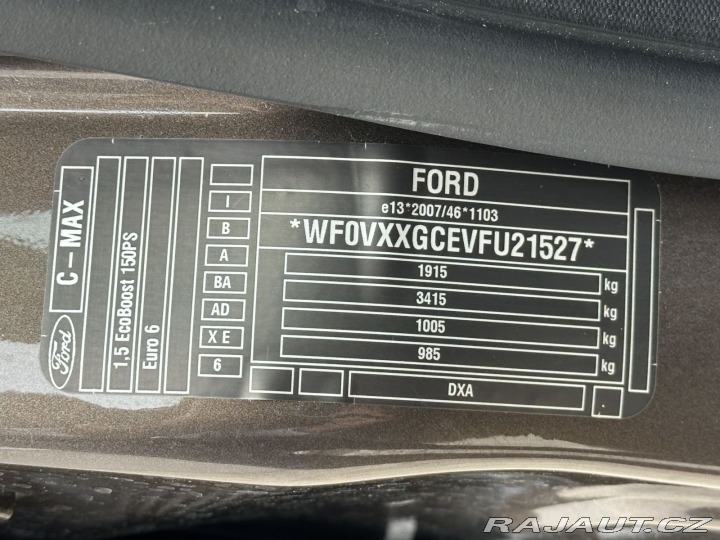 FORD
e13*2007/46*1103
*WF0VXXGCEVFU21527*
1915 kg
3415 kg
1005 kg
985 kg
DXA
C-MAX
Ford
1,5 EcoBoost 150PS
Euro 6
I
B
A
BA
AD
X E
6
RAJAUT.CZ